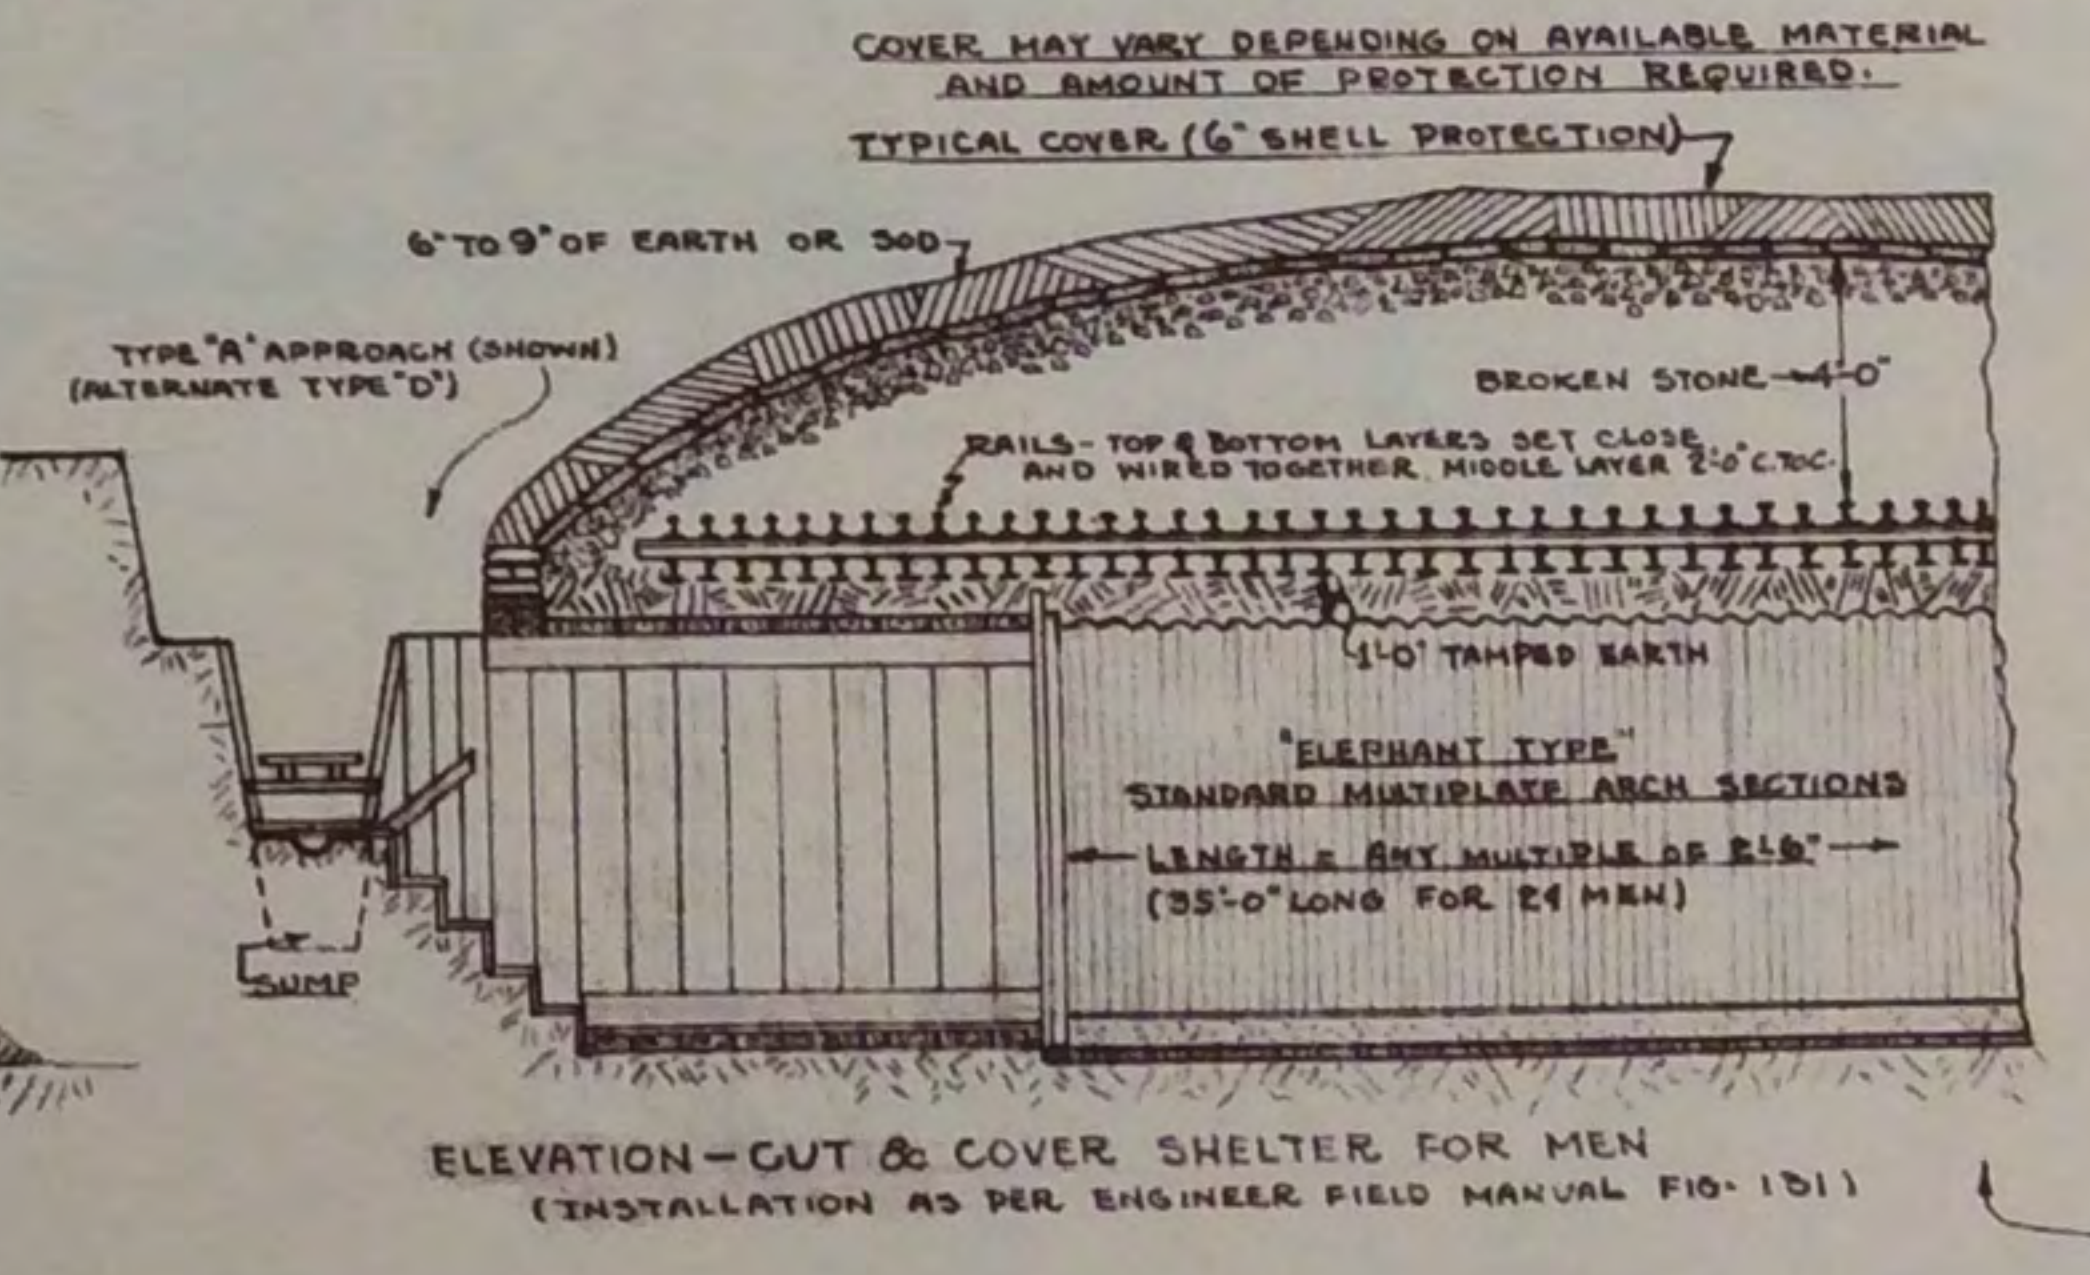 COVER MAY VARY DEPENDING ON AVAILABLE MATERIAL
AND AMOUNT OF PROTECTION REQUIRED.
TYPICAL COVER (6" SHELL PROTECTION)
6" TO 9" OF EARTH OR SOD
TYPE "A" APPROACH (SHOWN)
(ALTERNATE TYPE "D")
BROKEN STONE 4'-0"
RAILS - TOP & BOTTOM LAYERS SET CLOSE
AND WIRED TOGETHER. MIDDLE LAYER 2'-0" C. TO C.
1'-0" TAMPED EARTH
"ELEPHANT TYPE"
STANDARD MULTIPLATE ARCH SECTIONS
LENGTH = ANY MULTIPLE OF 2'-6"
(35'-0" LONG FOR 24 MEN)
SUMP
ELEVATION - CUT & COVER SHELTER FOR MEN
(INSTALLATION AS PER ENGINEER FIELD MANUAL FIG. 131)